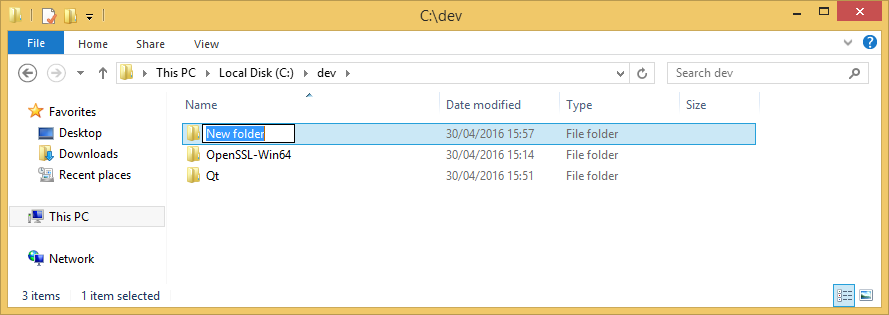 C:\dev
File Home Share View
This PC Local Disk (C:) dev Search dev
Favorites
Desktop
Downloads
Recent places
This PC
Network
Name Date modified Type Size
New folder 30/04/2016 15:57 File folder
OpenSSL-Win64 30/04/2016 15:14 File folder
Qt 30/04/2016 15:51 File folder
3 items 1 item selected